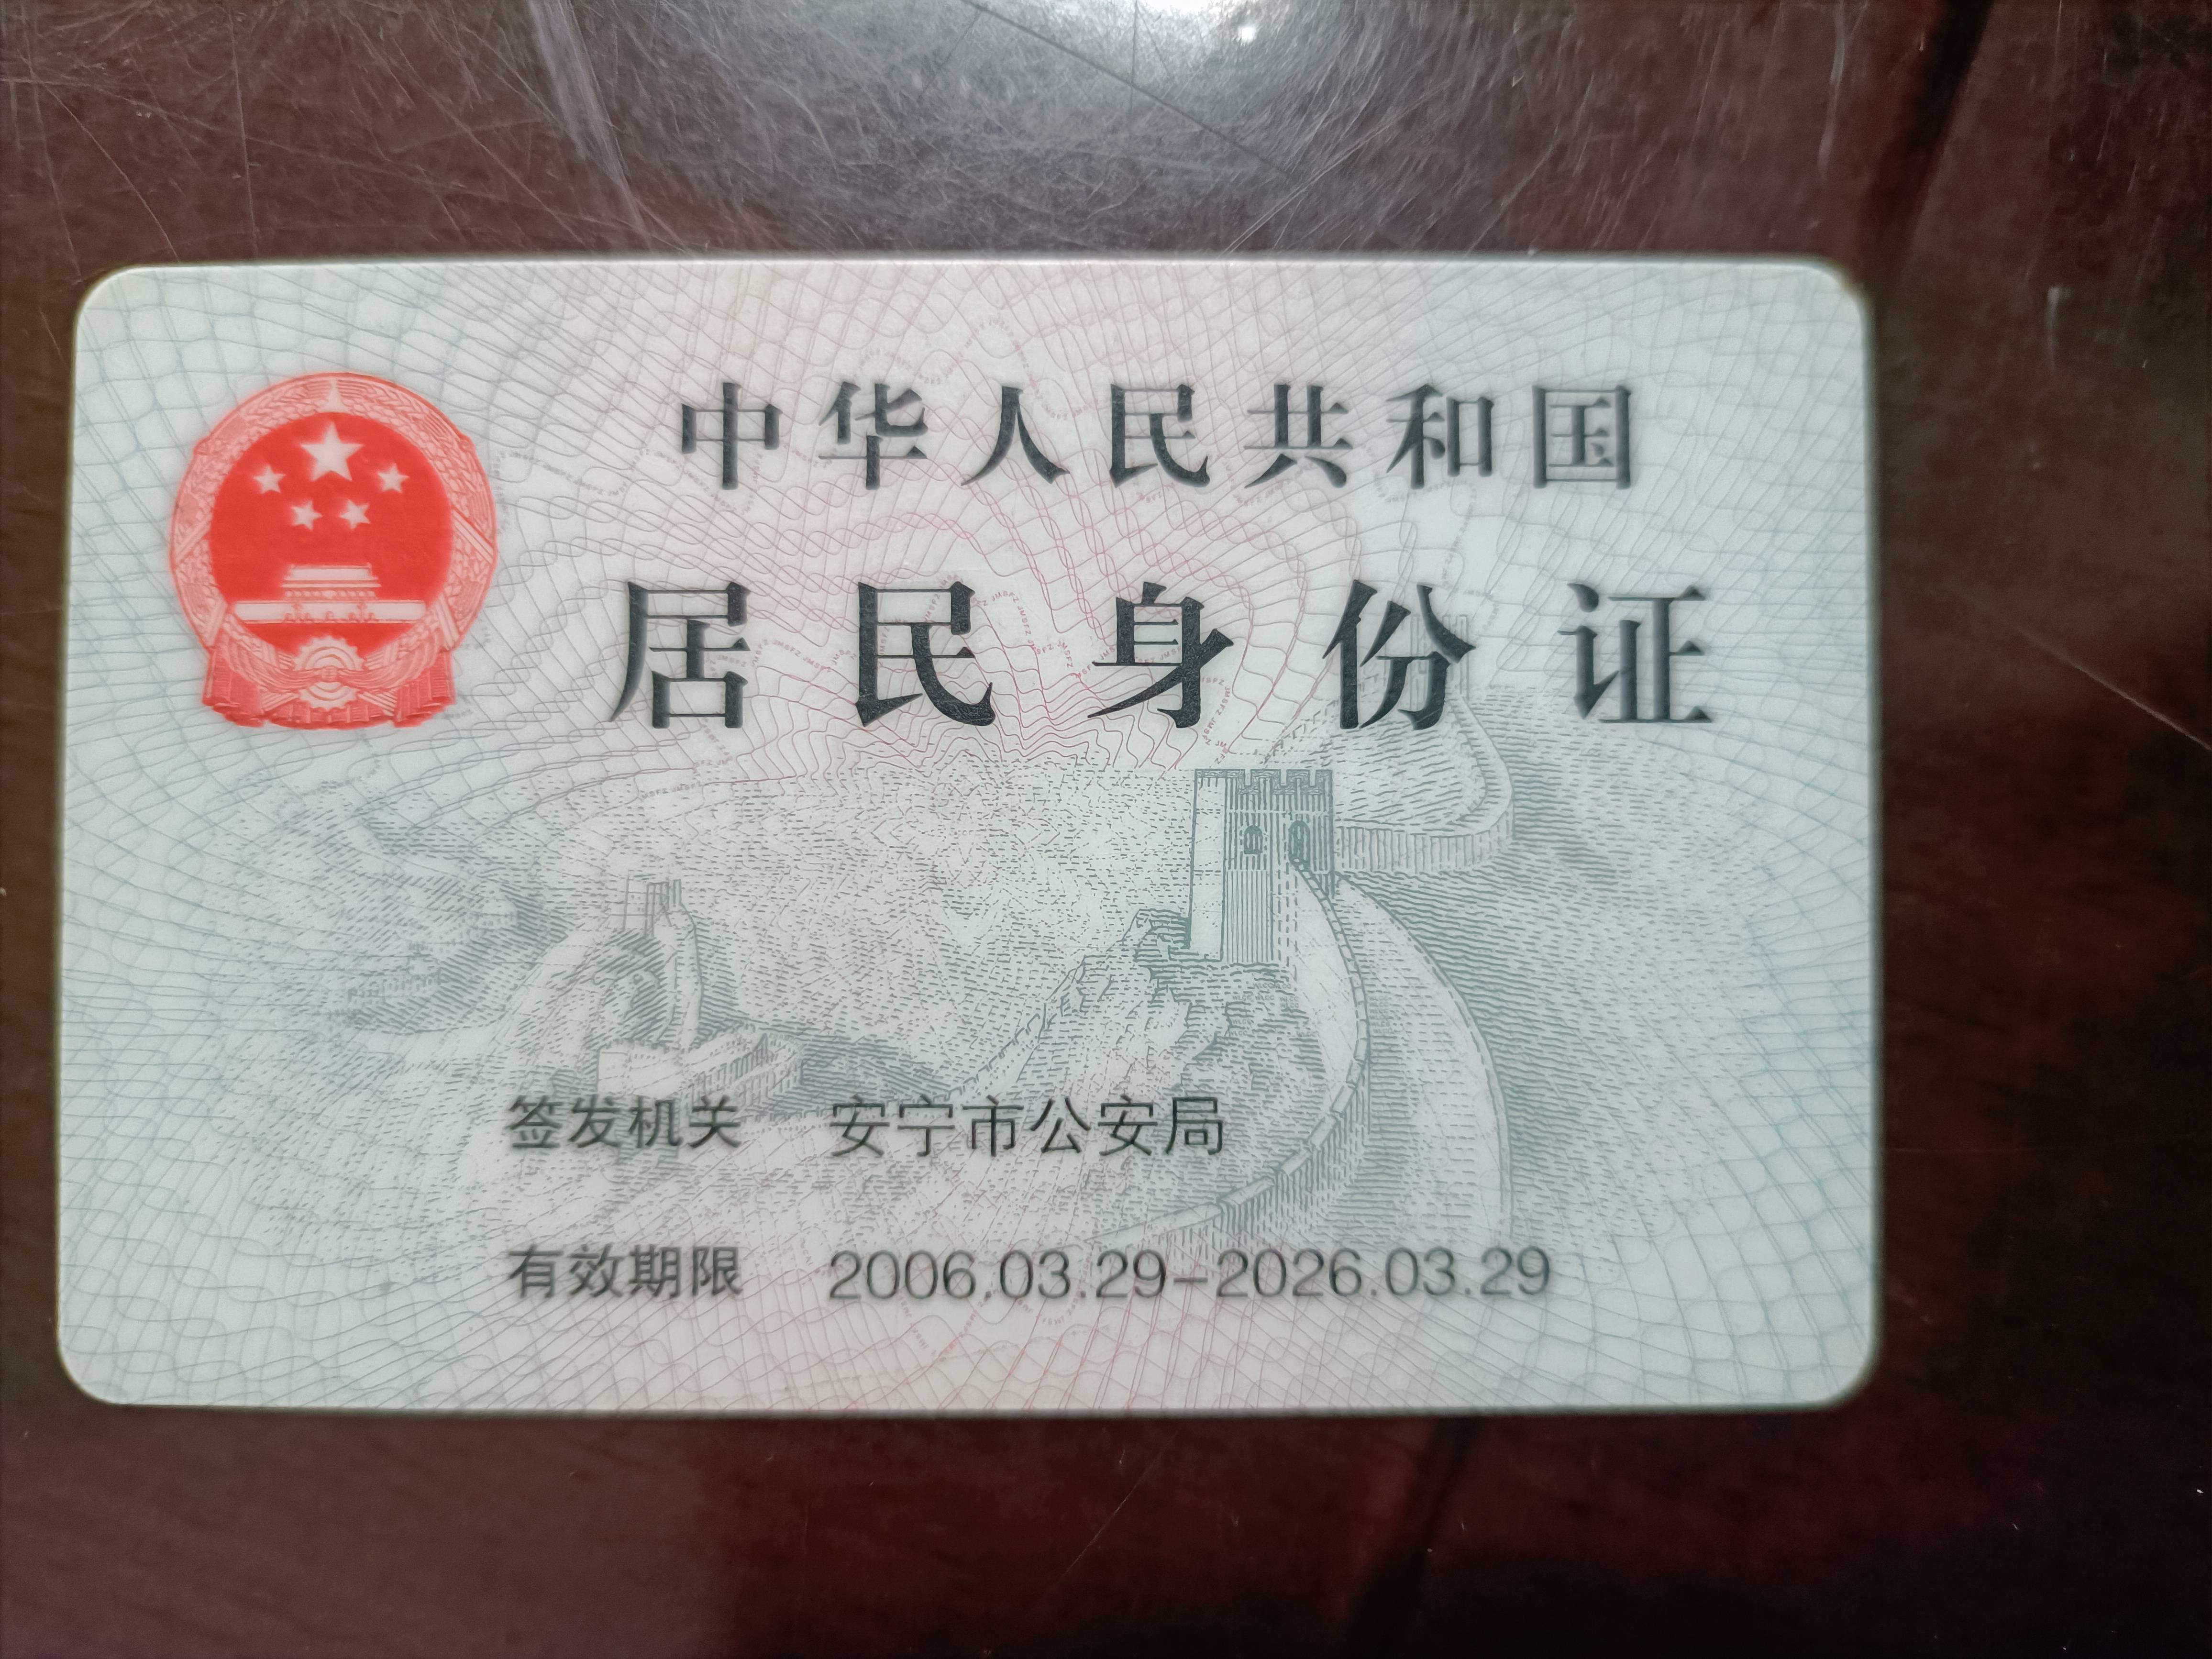 中华人民共和国
居民身份证
签发机关 安宁市公安局
有效期限 2006.03.29-2026.03.29